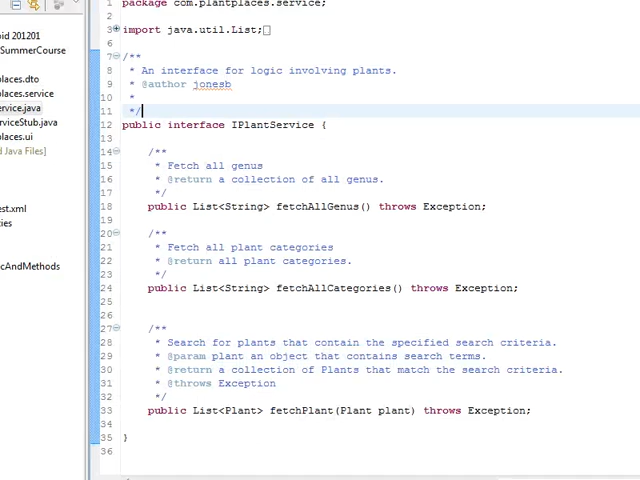 oid 201201
SummerCourse
places.dto
places.service
ervice.java
rviceStub.java
laces.ui
d Java Files]
est.xml
ies
rcAndMethods
1 package com.plantplaces.service;
2
3 import java.util.List;
7 /**
8 * An interface for logic involving plants.
9 * @author jonesb
10 *
11 */
12 public interface IPlantService {
13
14 /**
15 * Fetch all genus
16 * @return a collection of all genus.
17 */
18 public List<String> fetchAllGenus() throws Exception;
19
20 /**
21 * Fetch all plant categories
22 * @return all plant categories.
23 */
24 public List<String> fetchAllCategories() throws Exception;
25
26
27 /**
28 * Search for plants that contain the specified search criteria.
29 * @param plant an object that contains search terms.
30 * @return a collection of Plants that match the search criteria.
31 * @throws Exception
32 */
33 public List<Plant> fetchPlant(Plant plant) throws Exception;
34
35 }
36